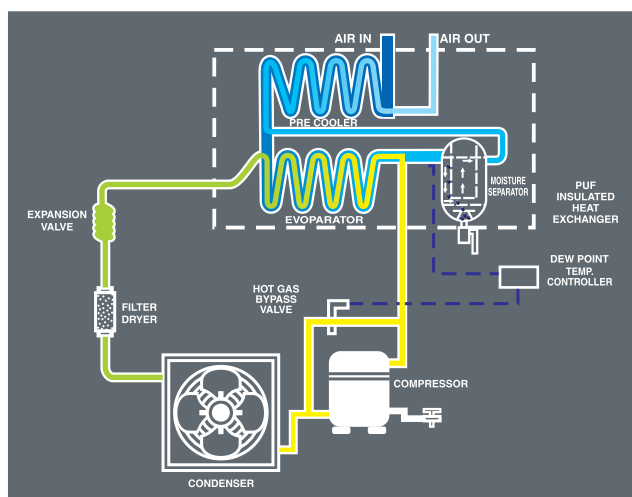 AIR IN
AIR OUT
PRE COOLER
EVOPARATOR
MOISTURE
SEPARATOR
PUF
INSULATED
HEAT
EXCHANGER
EXPANSION
VALVE
DEW POINT
TEMP.
CONTROLLER
HOT GAS
BYPASS
VALVE
FILTER
DRYER
COMPRESSOR
CONDENSER